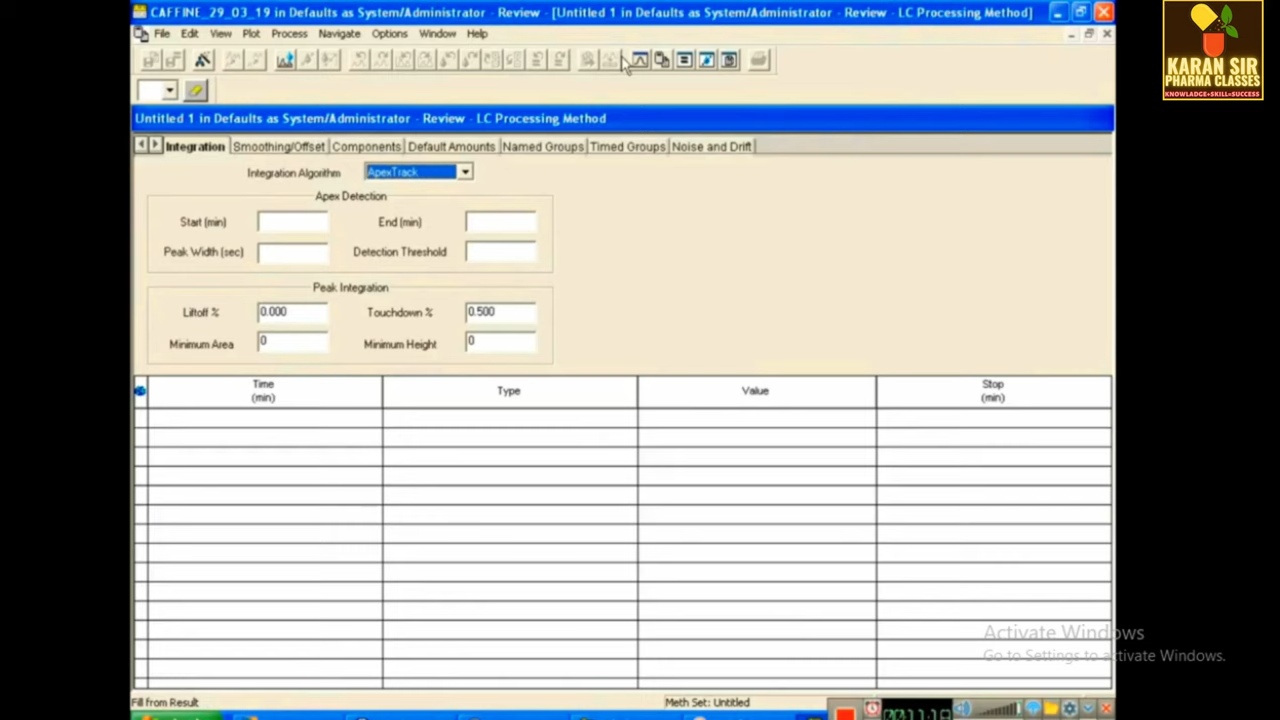 CAFFINE_29_03_19 in Defaults as System/Administrator - Review - [Untitled 1 in Defaults as System/Administrator - Review - LC Processing Method]
File Edit View Plot Process Navigate Options Window Help
Untitled 1 in Defaults as System/Administrator - Review - LC Processing Method
Integration Smoothing/Offset Components Default Amounts Named Groups Timed Groups Noise and Drift
Integration Algorithm ApexTrack
Apex Detection
Start (min) End (min)
Peak Width (sec) Detection Threshold
Peak Integration
Liftoff % 0.000 Touchdown % 0.500
Minimum Area 0 Minimum Height 0
Time
(min)
Type
Value
Stop
(min)
Activate Windows
Go to Settings to activate Windows.
Fill from Result Meth Set: Untitled
KARAN SIR
PHARMA CLASSES
KNOWLADGE+SKILL=SUCCESS